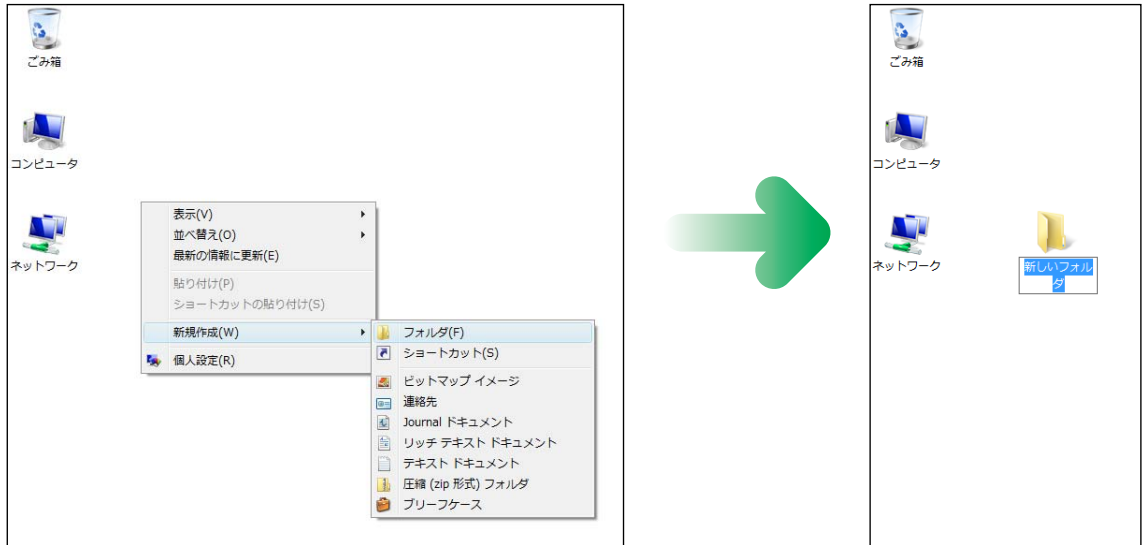 ごみ箱
コンピュータ
ネットワーク
表示(V)
並べ替え(O)
最新の情報に更新(E)
貼り付け(P)
ショートカットの貼り付け(S)
新規作成(W)
個人設定(R)
フォルダ(F)
ショートカット(S)
ビットマップ イメージ
連絡先
Journal ドキュメント
リッチ テキスト ドキュメント
テキスト ドキュメント
圧縮 (zip 形式) フォルダ
ブリーフケース
ごみ箱
コンピュータ
ネットワーク
新しいフォル
ダ